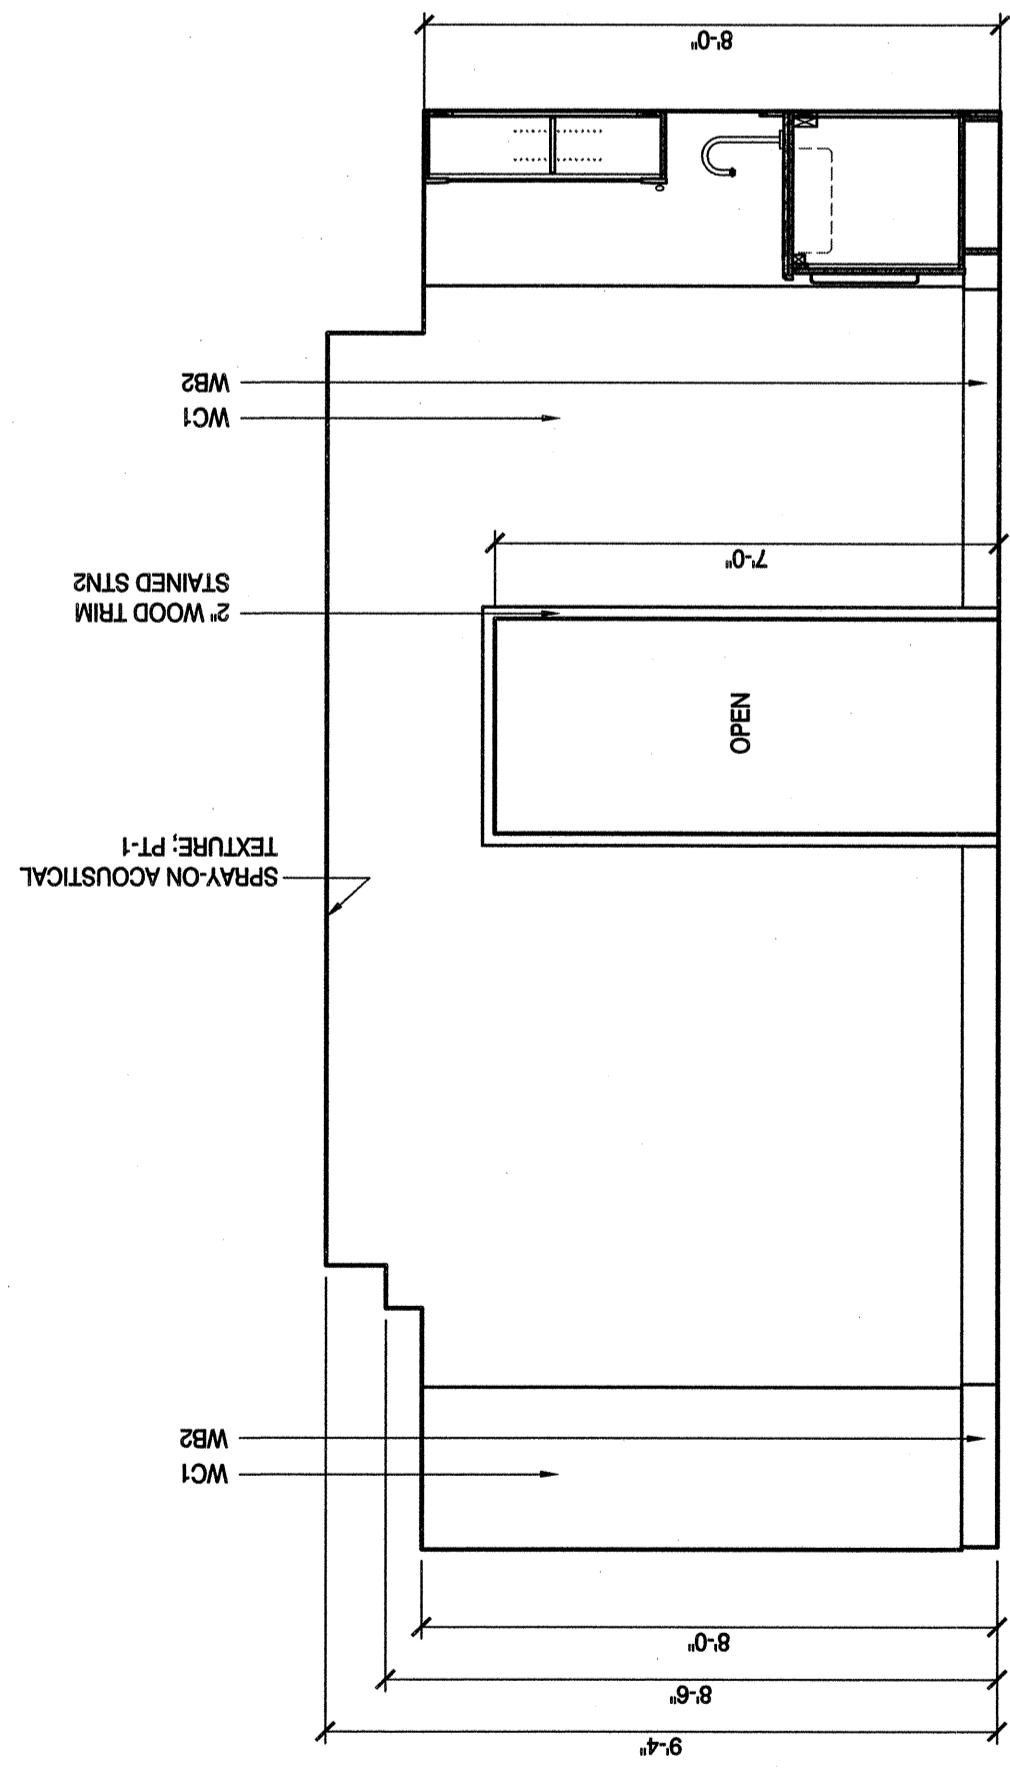 9'-4"
8'-6"
8'-0"
WC1
WB2
SPRAY-ON ACOUSTICAL
TEXTURE; PT-1
OPEN
2" WOOD TRIM
STAINED STN2
7'-0"
WC1
WB2
8'-0"